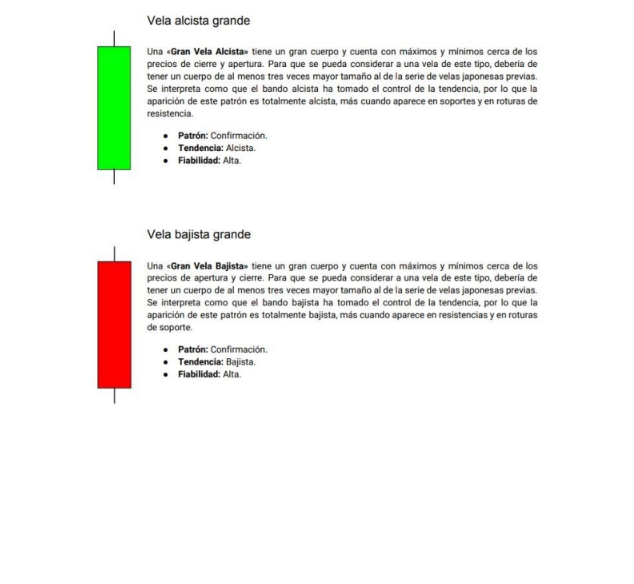 Vela alcista grande
Una «Gran Vela Alcista» tiene un gran cuerpo y cuenta con máximos y mínimos cerca de los
precios de cierre y apertura. Para que se pueda considerar a una vela de este tipo, debería de
tener un cuerpo de al menos tres veces mayor tamaño al de la serie de velas japonesas previas.
Se interpreta como que el bando alcista ha tomado el control de la tendencia, por lo que la
aparición de este patrón es totalmente alcista, más cuando aparece en soportes y en roturas de
resistencia.
● Patrón: Confirmación.
● Tendencia: Alcista.
● Fiabilidad: Alta.
Vela bajista grande
Una «Gran Vela Bajista» tiene un gran cuerpo y cuenta con máximos y mínimos cerca de los
precios de apertura y cierre. Para que se pueda considerar a una vela de este tipo, debería de
tener un cuerpo de al menos tres veces mayor tamaño al de la serie de velas japonesas previas.
Se interpreta como que el bando bajista ha tomado el control de la tendencia, por lo que la
aparición de este patrón es totalmente bajista, más cuando aparece en resistencias y en roturas
de soporte.
● Patrón: Confirmación.
● Tendencia: Bajista.
● Fiabilidad: Alta.